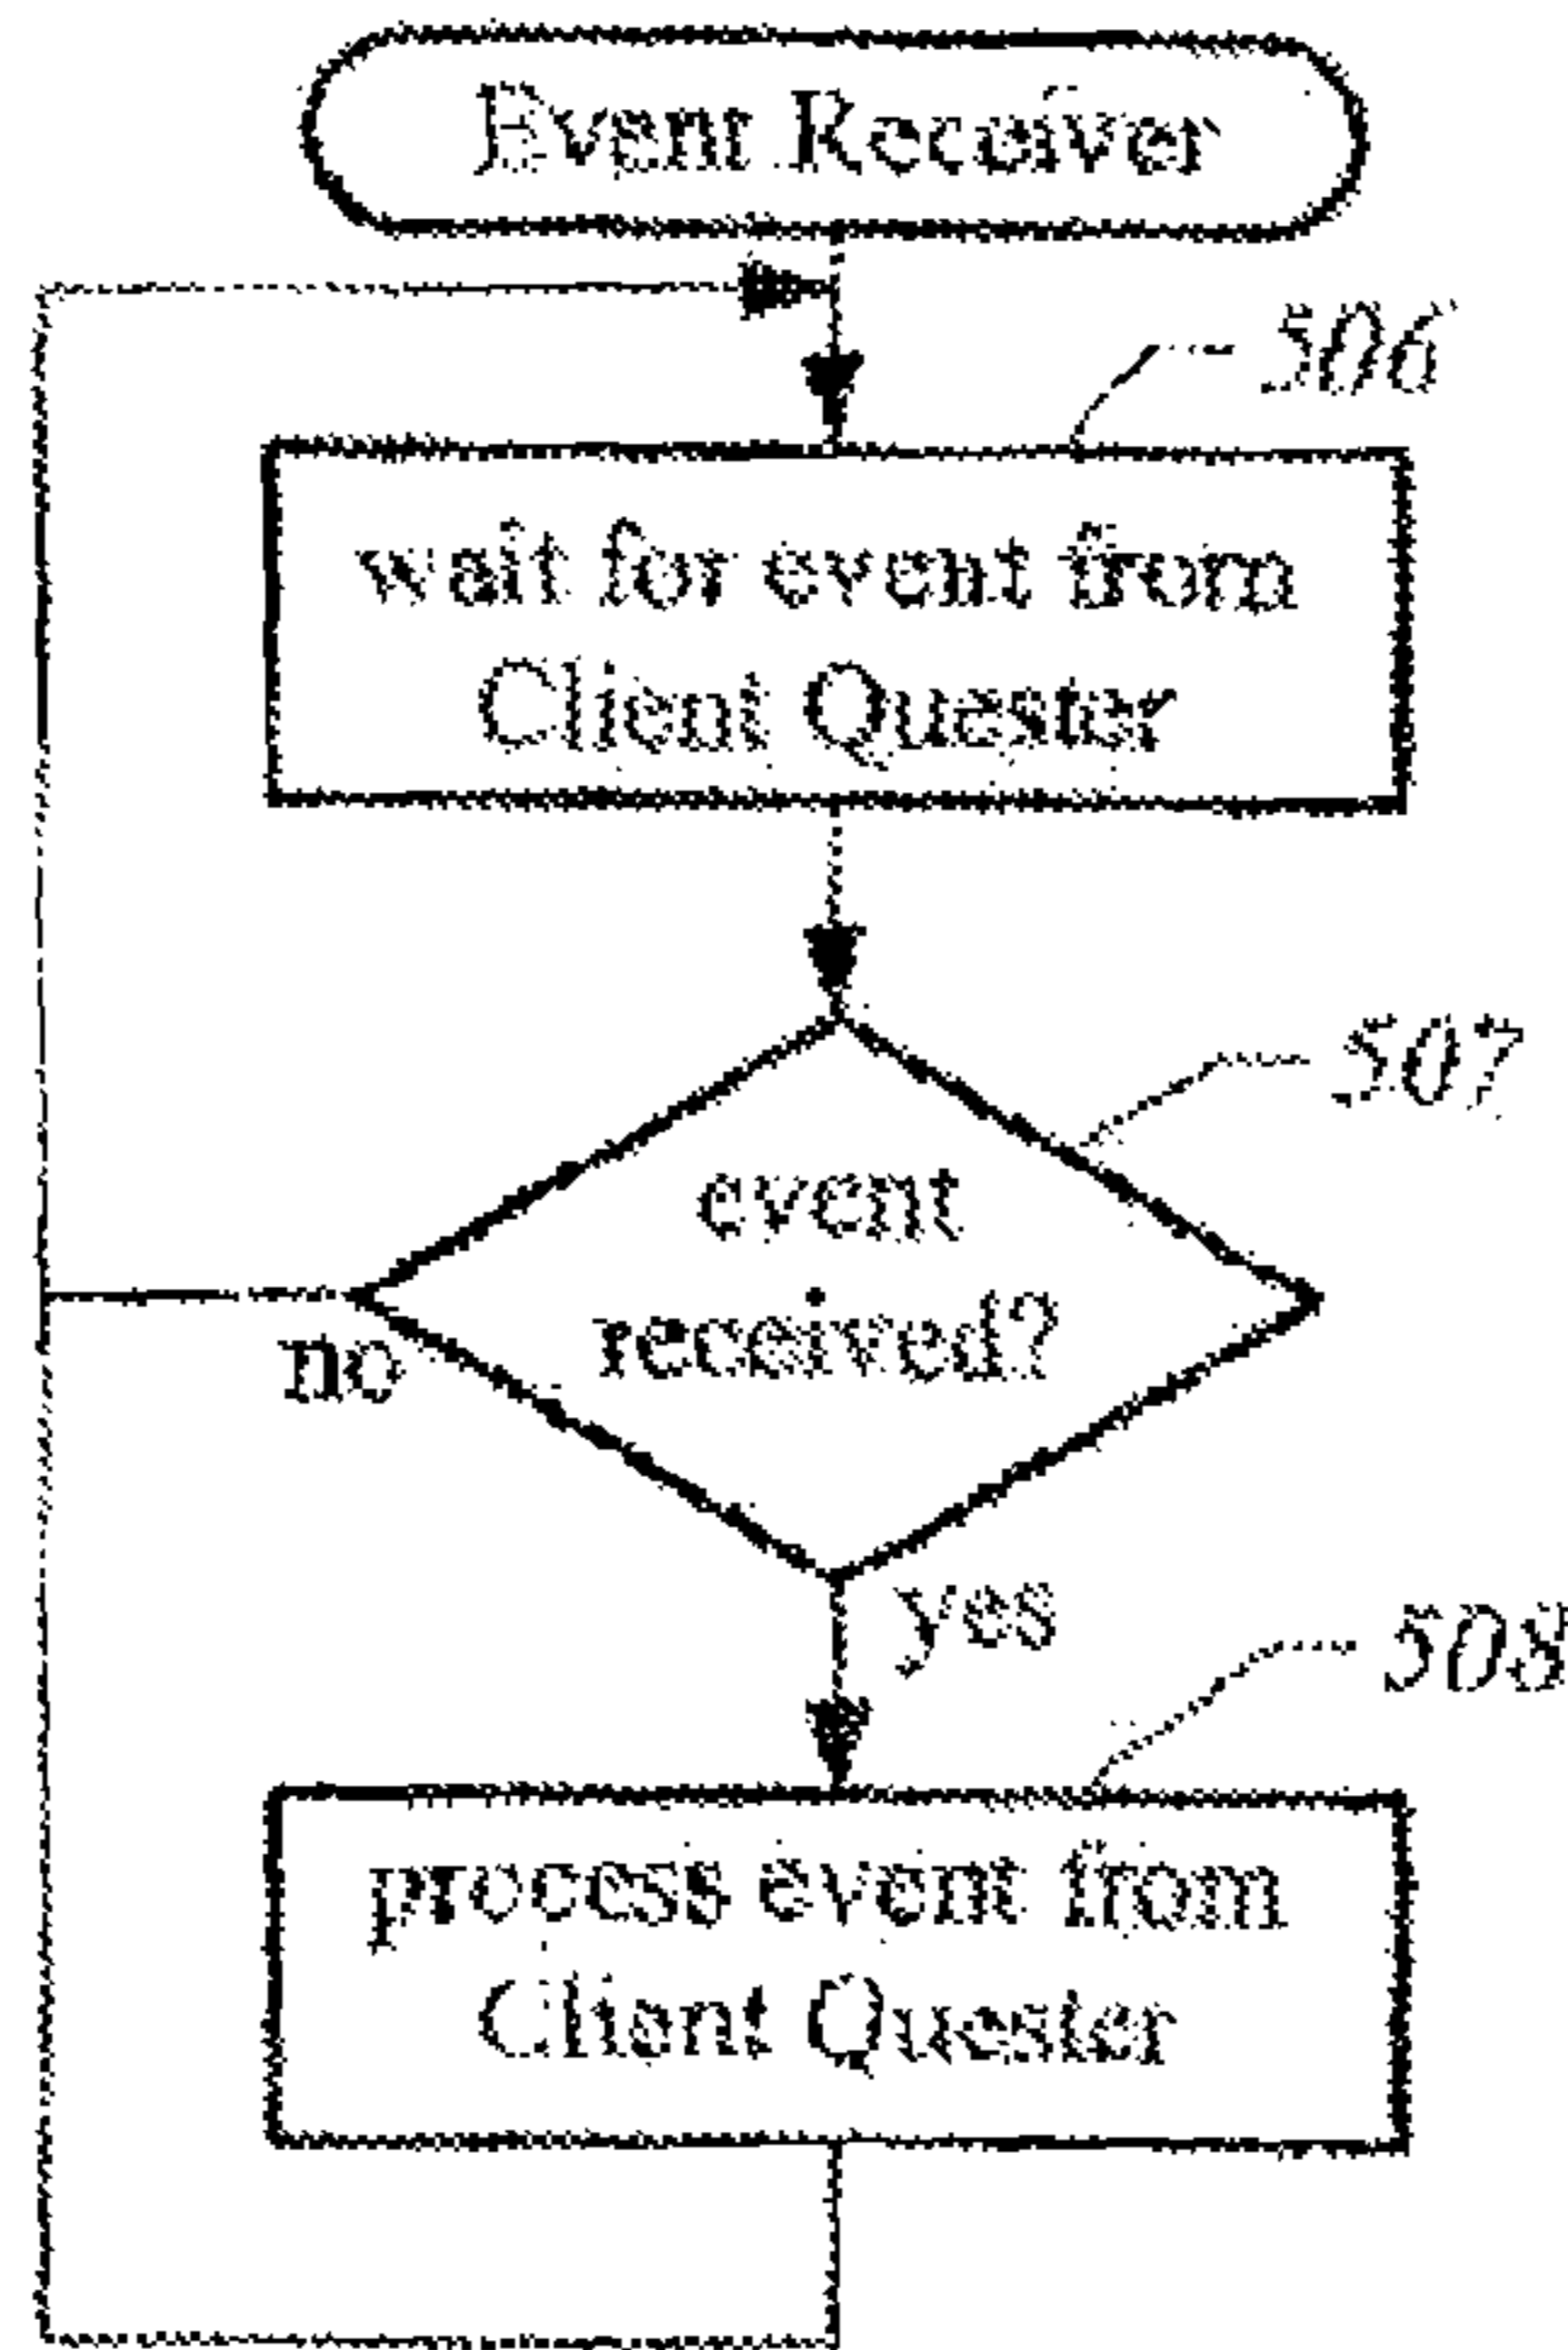 Event Receiver
506
wait for event from
Client Quester
507
event
received?
no
yes
508
process event from
Client Quester